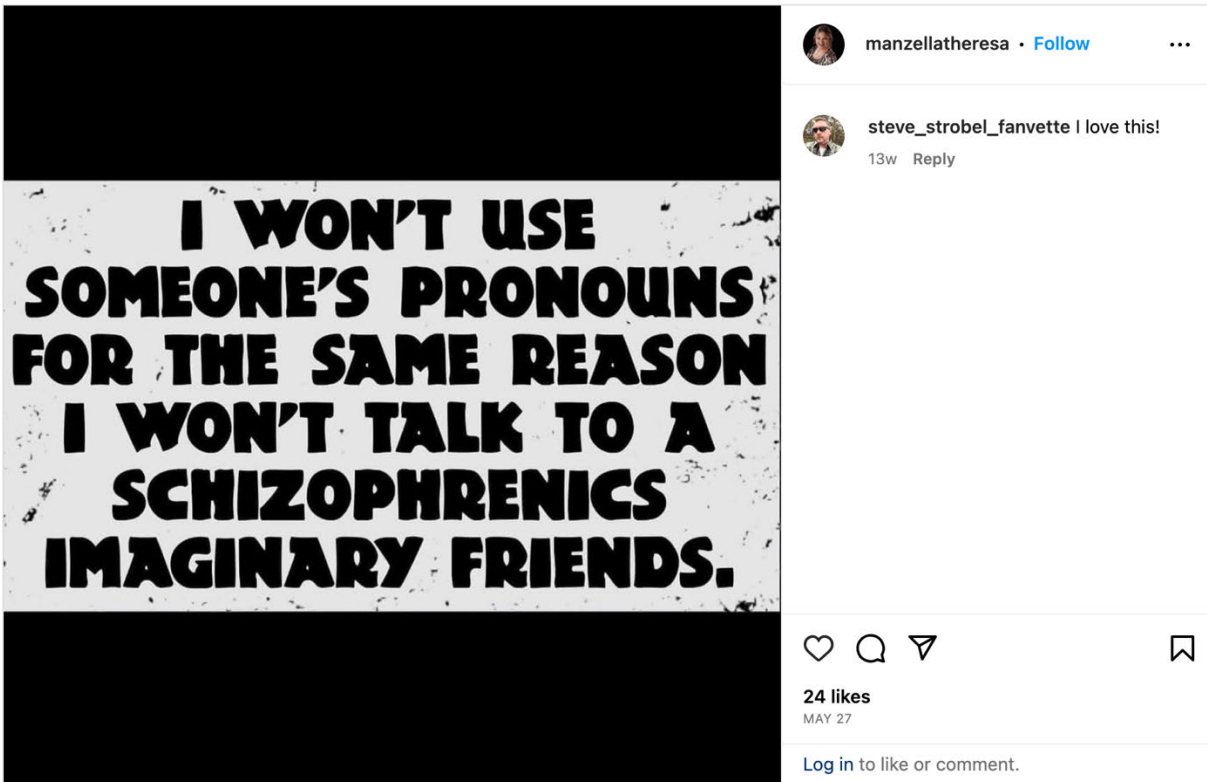 I WON'T USE
SOMEONE'S PRONOUNS
FOR THE SAME REASON
I WON'T TALK TO A
SCHIZOPHRENICS
IMAGINARY FRIENDS.
manzellatheresa • Follow
steve_strobel_fanvette I love this!
13w Reply
24 likes
MAY 27
Log in to like or comment.